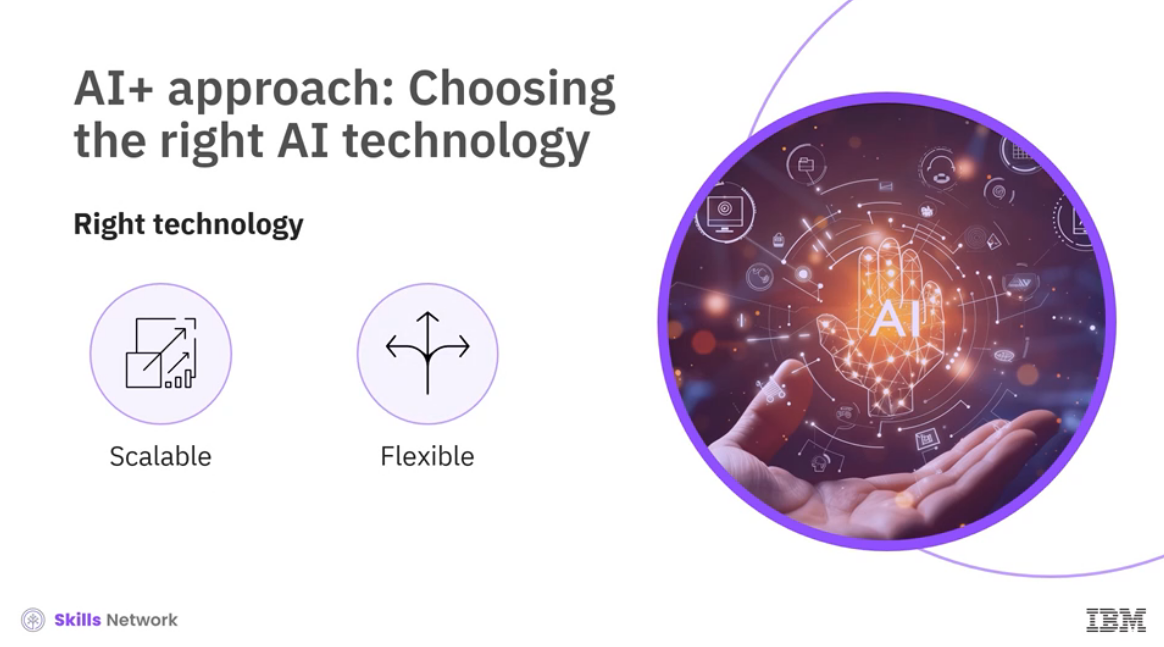 AI+ approach: Choosing
the right AI technology
Right technology
Scalable
Flexible
AI
Skills Network
IBM